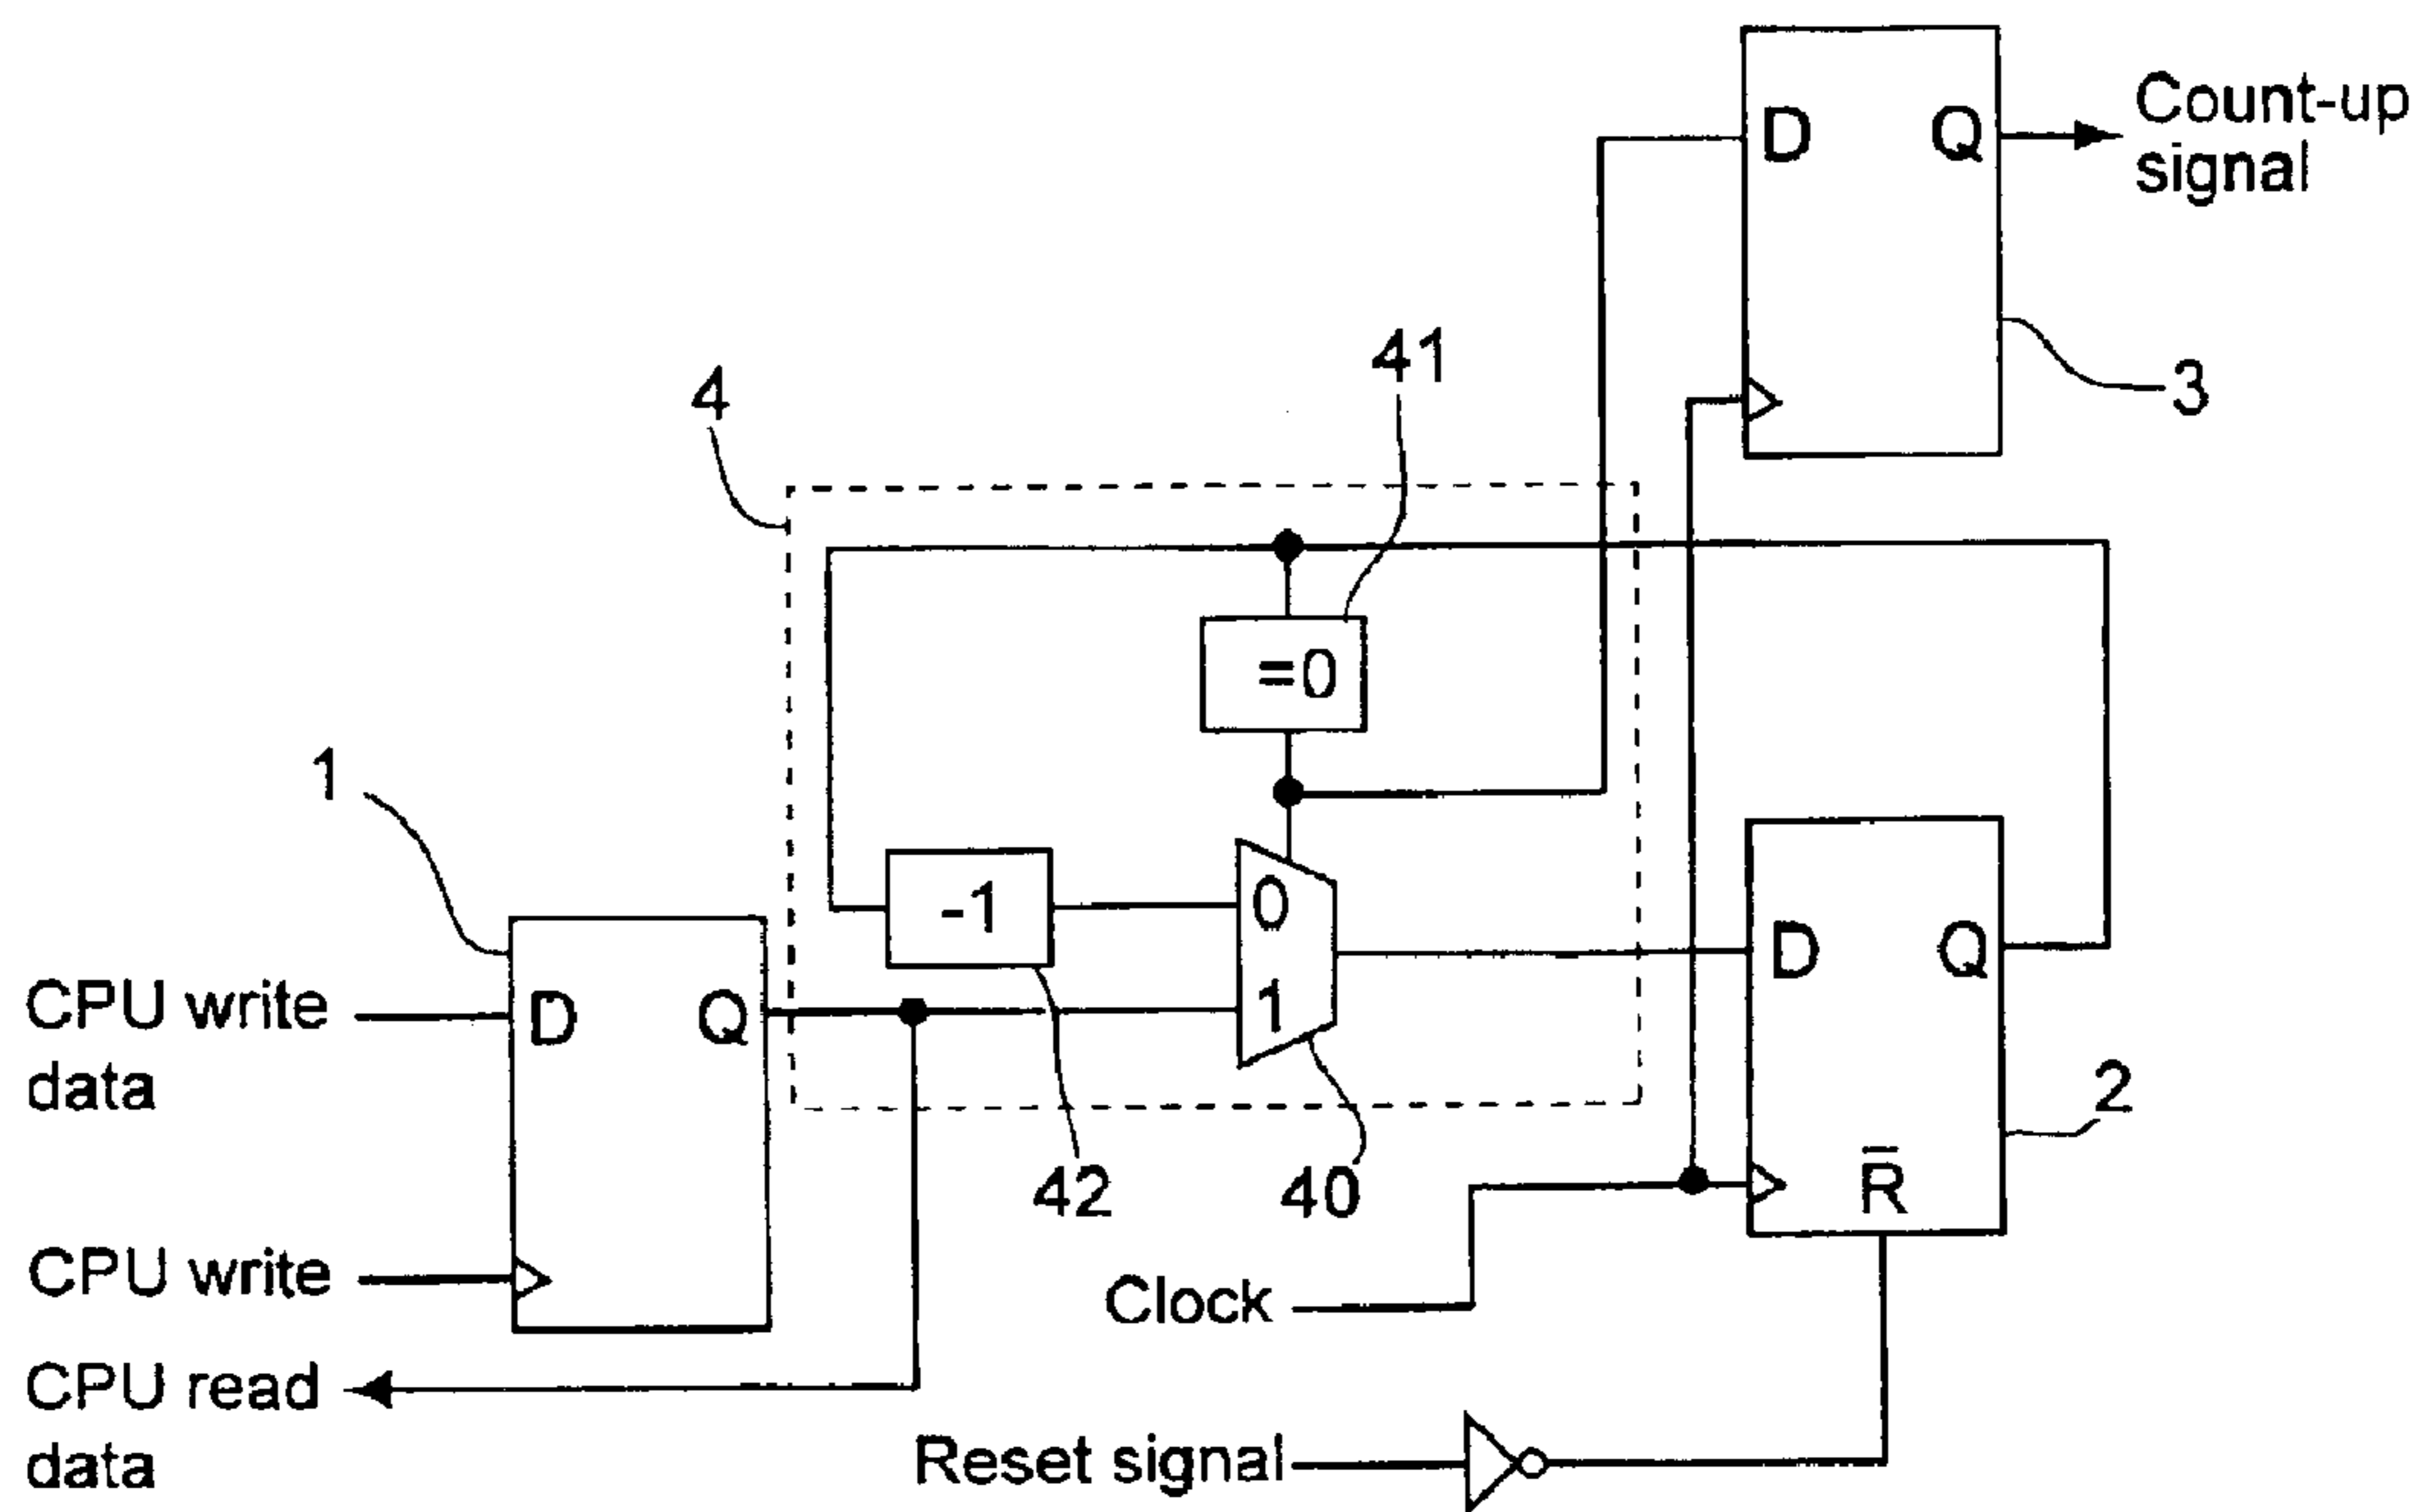 D
Q
Count-up
signal
3
41
4
=0
1
-1
0
1
D
Q
D
Q
CPU write
data
R̅
2
42
40
CPU write
Clock
CPU read
data
Reset signal